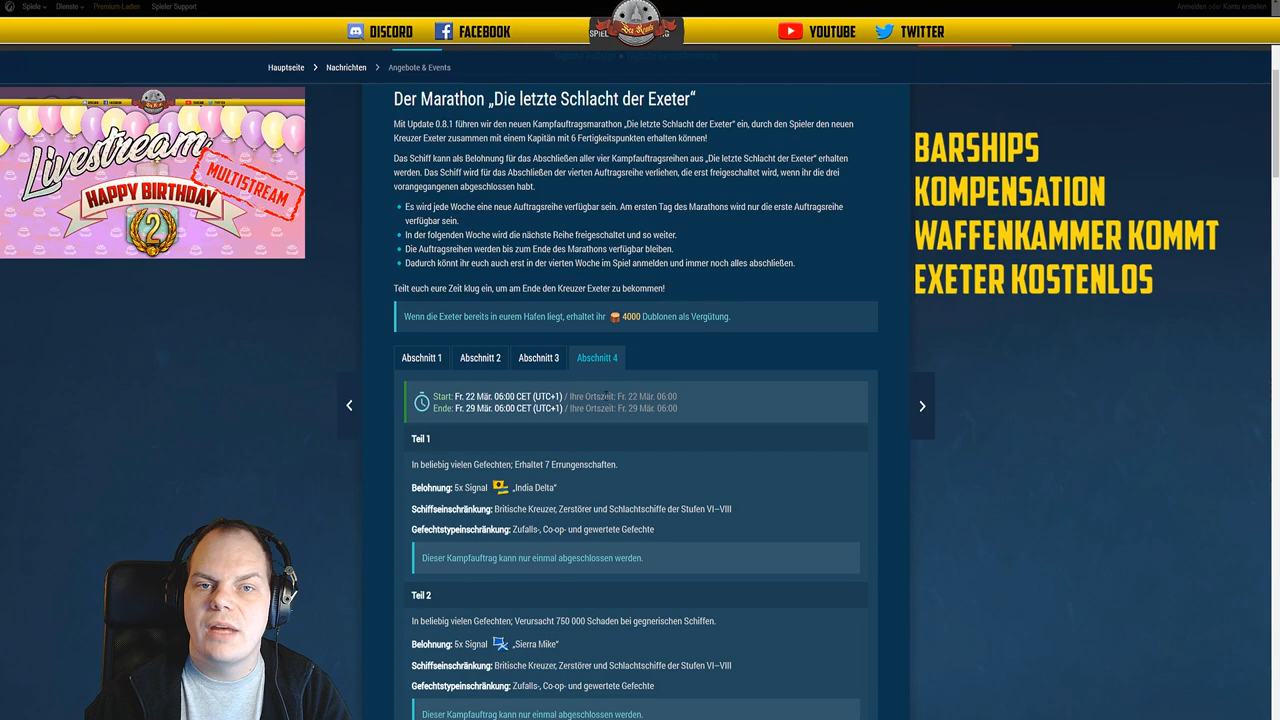 Spiele
Dienste
Premium-Laden
Spieler Support
Anmelden oder Konto erstellen
DISCORD
FACEBOOK
YOUTUBE
TWITTER
Hauptseite
Nachrichten
Angebote & Events
Livestream
MULTISTREAM
HAPPY BIRTHDAY
2
Der Marathon „Die letzte Schlacht der Exeter“
Mit Update 0.8.1 führen wir den neuen Kampfauftragsmarathon „Die letzte Schlacht der Exeter“ ein, durch den Spieler den neuen
Kreuzer Exeter zusammen mit einem Kapitän mit 6 Fertigkeitspunkten erhalten können!
Das Schiff kann als Belohnung für das Abschließen aller vier Kampfauftragsreihen aus „Die letzte Schlacht der Exeter“ erhalten
werden. Das Schiff wird für das Abschließen der vierten Auftragsreihe verliehen, die erst freigeschaltet wird, wenn ihr die drei
vorangegangenen abgeschlossen habt.
Es wird jede Woche eine neue Auftragsreihe verfügbar sein. Am ersten Tag des Marathons wird nur die erste Auftragsreihe
verfügbar sein.
In der folgenden Woche wird die nächste Reihe freigeschaltet und so weiter.
Die Auftragsreihen werden bis zum Ende des Marathons verfügbar bleiben.
Dadurch könnt ihr euch auch erst in der vierten Woche im Spiel anmelden und immer noch alles abschließen.
Teilt euch eure Zeit klug ein, um am Ende den Kreuzer Exeter zu bekommen!
Wenn die Exeter bereits in eurem Hafen liegt, erhaltet ihr 4000 Dublonen als Vergütung.
Abschnitt 1
Abschnitt 2
Abschnitt 3
Abschnitt 4
Start: Fr. 22 Mär. 06:00 CET (UTC+1) / Ihre Ortszeit: Fr. 22 Mär. 06:00
Ende: Fr. 29 Mär. 06:00 CET (UTC+1) / Ihre Ortszeit: Fr. 29 Mär. 06:00
Teil 1
In beliebig vielen Gefechten; Erhaltet 7 Errungenschaften.
Belohnung: 5x Signal „India Delta“
Schiffseinschränkung: Britische Kreuzer, Zerstörer und Schlachtschiffe der Stufen VI–VIII
Gefechtstypeinschränkung: Zufalls-, Co-op- und gewertete Gefechte
Dieser Kampfauftrag kann nur einmal abgeschlossen werden.
Teil 2
In beliebig vielen Gefechten; Verursacht 750 000 Schaden bei gegnerischen Schiffen.
Belohnung: 5x Signal „Sierra Mike“
Schiffseinschränkung: Britische Kreuzer, Zerstörer und Schlachtschiffe der Stufen VI–VIII
Gefechtstypeinschränkung: Zufalls-, Co-op- und gewertete Gefechte
Dieser Kampfauftrag kann nur einmal abgeschlossen werden.
BARSHIPS
KOMPENSATION
WAFFENKAMMER KOMMT
EXETER KOSTENLOS